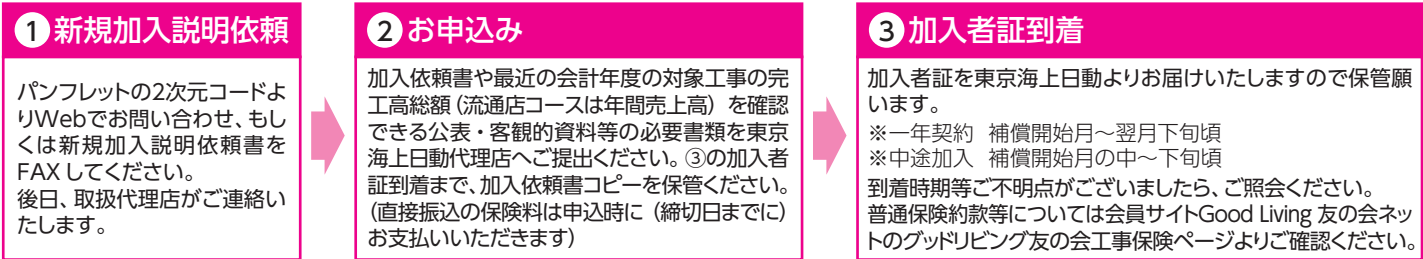 1 新規加入説明依頼
パンフレットの2次元コードよ
りWebでお問い合わせ、もし
くは新規加入説明依頼書を
FAX してください。
後日、取扱代理店がご連絡い
たします。
2 お申込み
加入依頼書や最近の会計年度の対象工事の完
工高総額（流通店コースは年間売上高）を確認
できる公表・客観的資料等の必要書類を東京
海上日動代理店へご提出ください。③の加入者
証到着まで、加入依頼書コピーを保管ください。
（直接振込の保険料は申込時に（締切日までに）
お支払いいただきます）
3 加入者証到着
加入者証を東京海上日動よりお届けいたしますので保管願
います。
※一年契約 補償開始月～翌月下旬頃
※中途加入 補償開始月の中～下旬頃
到着時期等ご不明点がございましたら、ご照会ください。
普通保険約款等については会員サイトGood Living 友の会ネッ
トのグッドリビング友の会工事保険ページよりご確認ください。